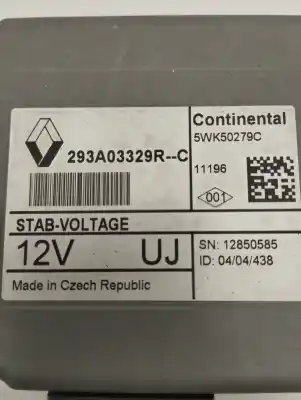 Continental
5WK50279C
293A03329R--C
11196
001
STAB-VOLTAGE
12V UJ
SN: 12850585
ID: 04/04/438
Made in Czech Republic